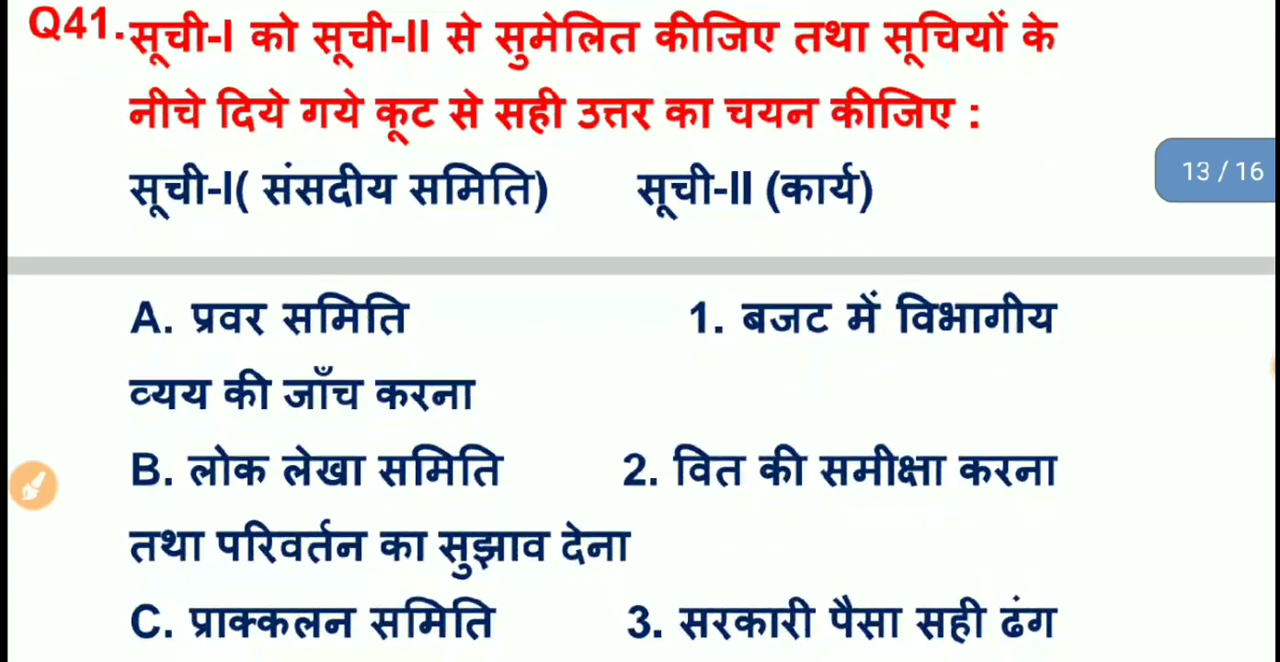 Q41. सूची-I को सूची-II से सुमेलित कीजिए तथा सूचियों के
नीचे दिये गये कूट से सही उत्तर का चयन कीजिए :
सूची-I( संसदीय समिति) सूची-II (कार्य)
13 / 16
A. प्रवर समिति 1. बजट में विभागीय
व्यय की जाँच करना
B. लोक लेखा समिति 2. वित की समीक्षा करना
तथा परिवर्तन का सुझाव देना
C. प्राक्कलन समिति 3. सरकारी पैसा सही ढंग